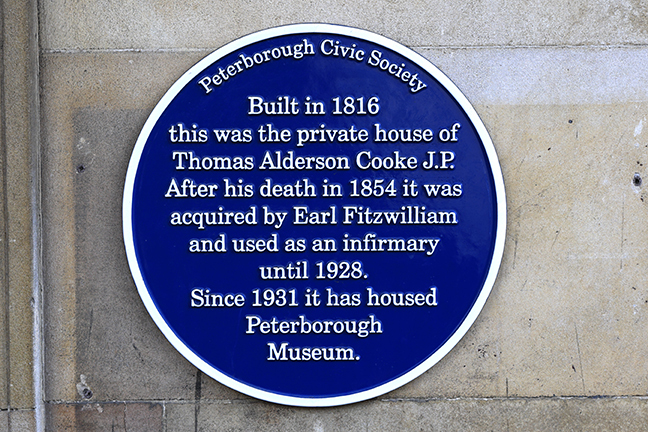 Peterborough Civic Society
Built in 1816
this was the private house of
Thomas Alderson Cooke J.P.
After his death in 1854 it was
acquired by Earl Fitzwilliam
and used as an infirmary
until 1928.
Since 1931 it has housed
Peterborough
Museum.